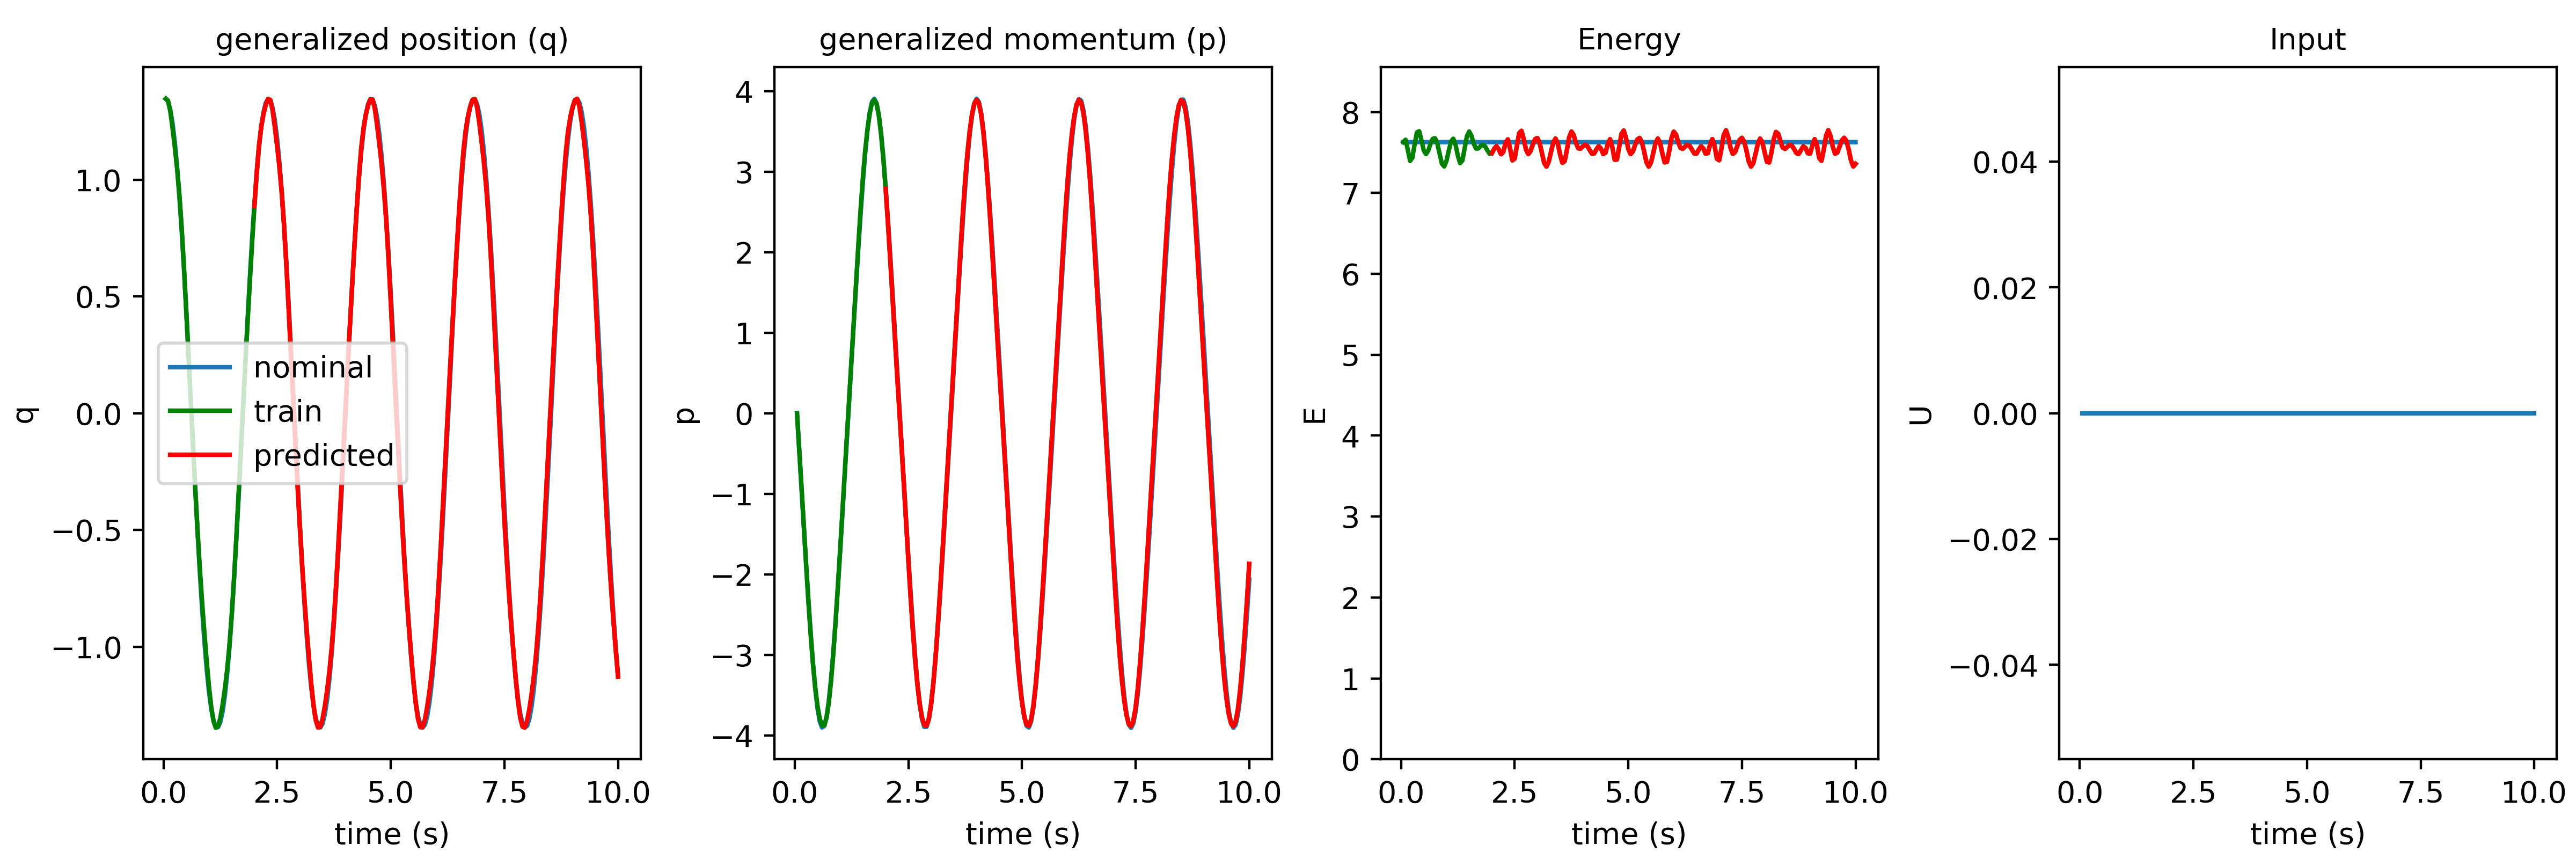 generalized position (q)
q
1.0
0.5
0.0
−0.5
−1.0
nominal
train
predicted
0.0 2.5 5.0 7.5 10.0
time (s)
generalized momentum (p)
p
4
3
2
1
0
−1
−2
−3
−4
0.0 2.5 5.0 7.5 10.0
time (s)
Energy
E
8
7
6
5
4
3
2
1
0
0.0 2.5 5.0 7.5 10.0
time (s)
Input
U
0.04
0.02
0.00
−0.02
−0.04
0.0 2.5 5.0 7.5 10.0
time (s)